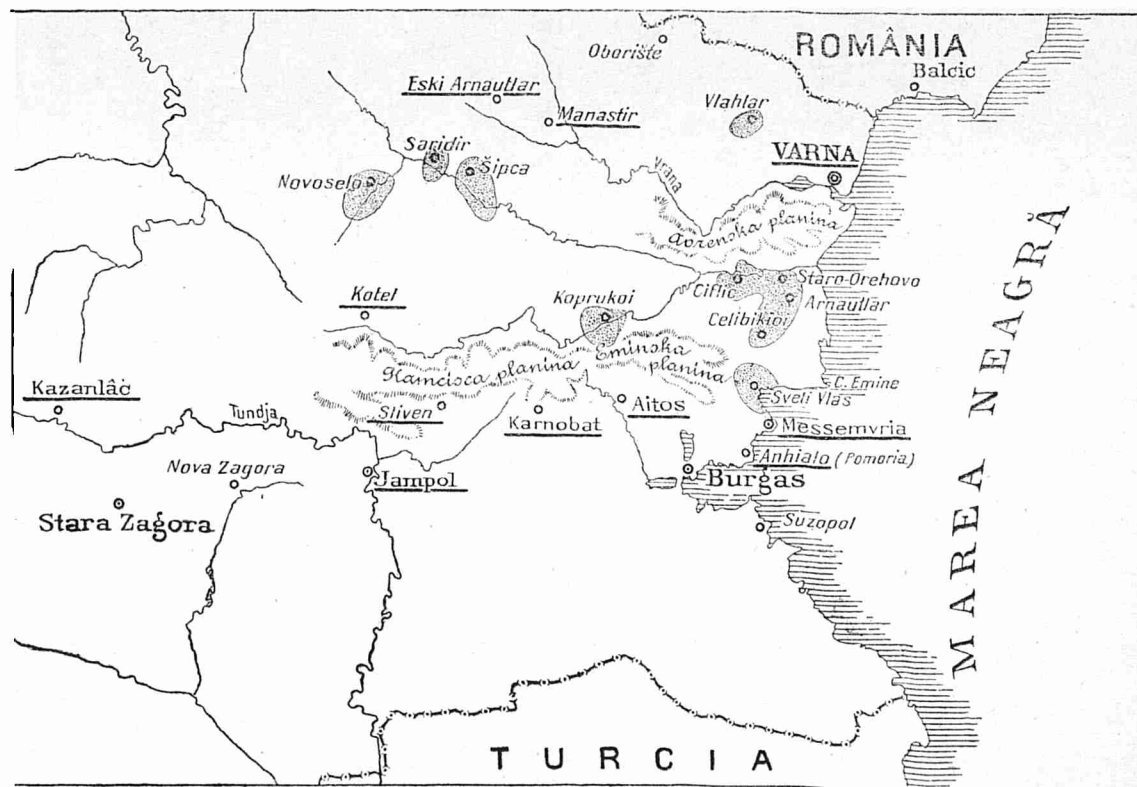 ROMÂNIA
Oborište
Balcic
Eski Arnautlar
Vlahlar
Manastir
Saridir
VARNA
Šipca
Novoselo
Vrana
Avrenska planina
Ciflic
Staro-Orehovo
Kotel
Koprukoi
Arnautlar
Celibikioi
Eminska
planina
Hamcisca planina
C. Emine
Sveti Vlas
Kazanlâc
Sliven
Karnobat
Aitos
Tundja
Messemvria
Nova Zagora
Anhialo (Pomoria)
Jampol
Burgas
Stara Zagora
Suzopol
MAREA NEAGRĂ
TURCIA